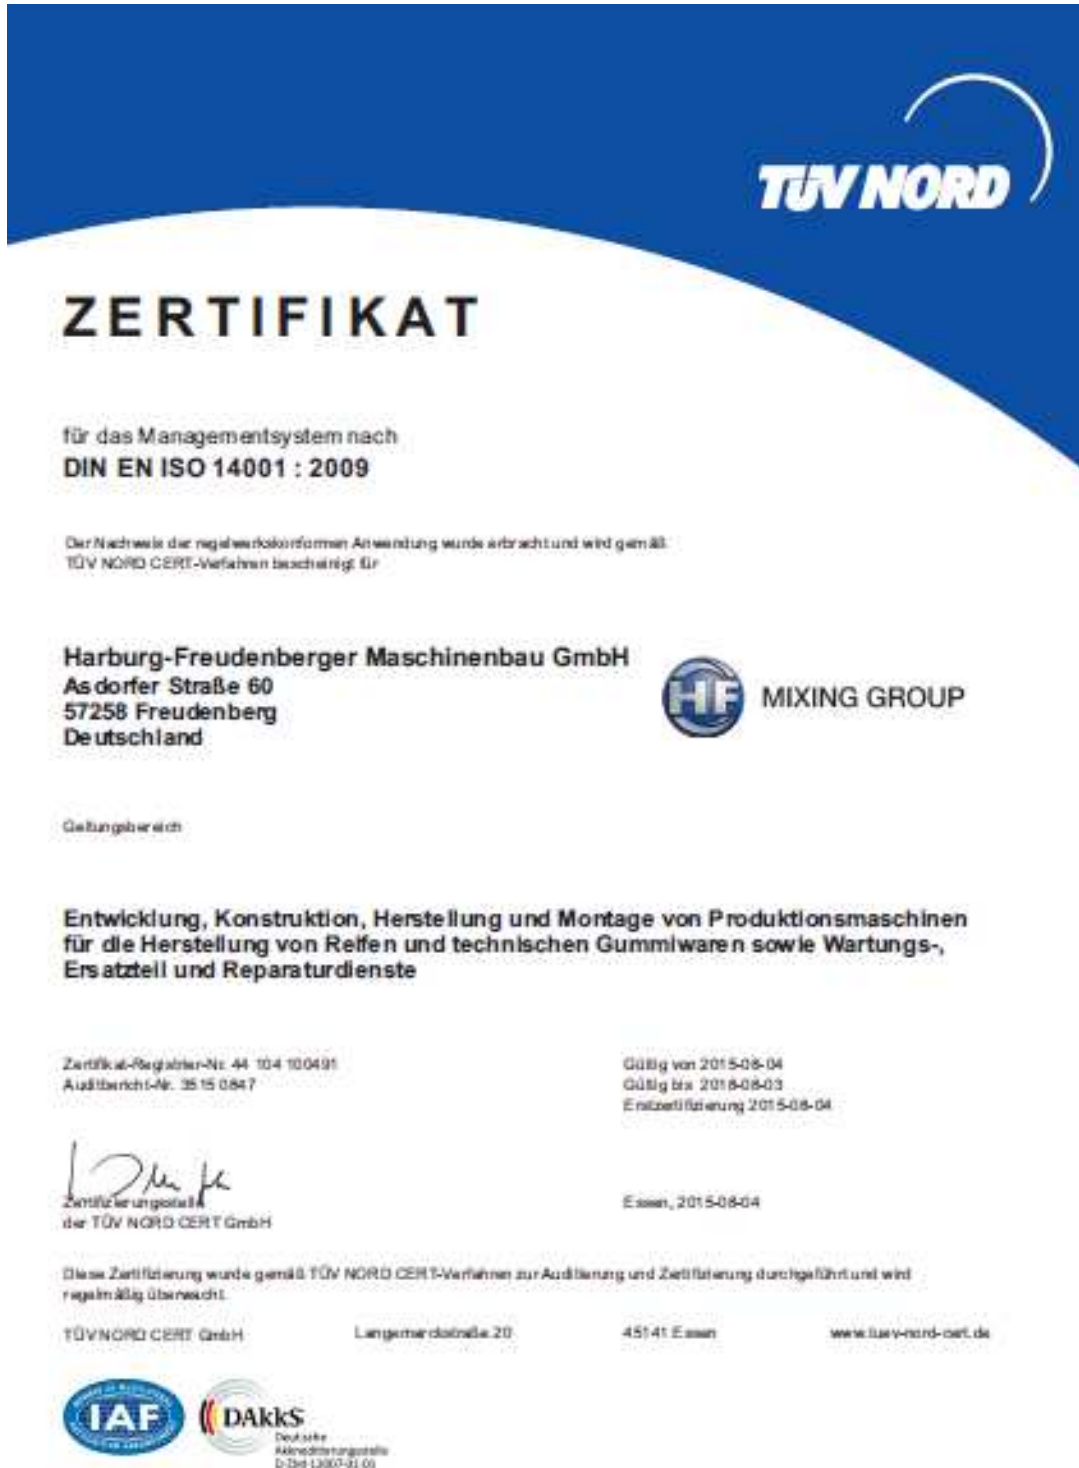 TÜV NORD
ZERTIFIKAT
für das Managementsystem nach
DIN EN ISO 14001 : 2009
Der Nachweis der regelwerkskonformen Anwendung wurde erbracht und wird gemäß
TÜV NORD CERT-Verfahren bescheinigt für
Harburg-Freudenberger Maschinenbau GmbH
Asdorfer Straße 60
57258 Freudenberg
Deutschland
HF MIXING GROUP
Geltungsbereich
Entwicklung, Konstruktion, Herstellung und Montage von Produktionsmaschinen
für die Herstellung von Reifen und technischen Gummiwaren sowie Wartungs-,
Ersatzteil und Reparaturdienste
Zertifikat-Registrier-Nr. 44 104 100491
Auditbericht-Nr. 3515 0847
Gültig von 2015-08-04
Gültig bis 2018-08-03
Erstzertifizierung 2015-08-04
Zertifizierungsstelle
der TÜV NORD CERT GmbH
Essen, 2015-08-04
Diese Zertifizierung wurde gemäß TÜV NORD CERT-Verfahren zur Auditierung und Zertifizierung durchgeführt und wird
regelmäßig überwacht.
TÜV NORD CERT GmbH Langemarckstraße 20 45141 Essen www.tuev-nord-cert.de
IAF
DAkkS
Deutsche
Akkreditierungsstelle